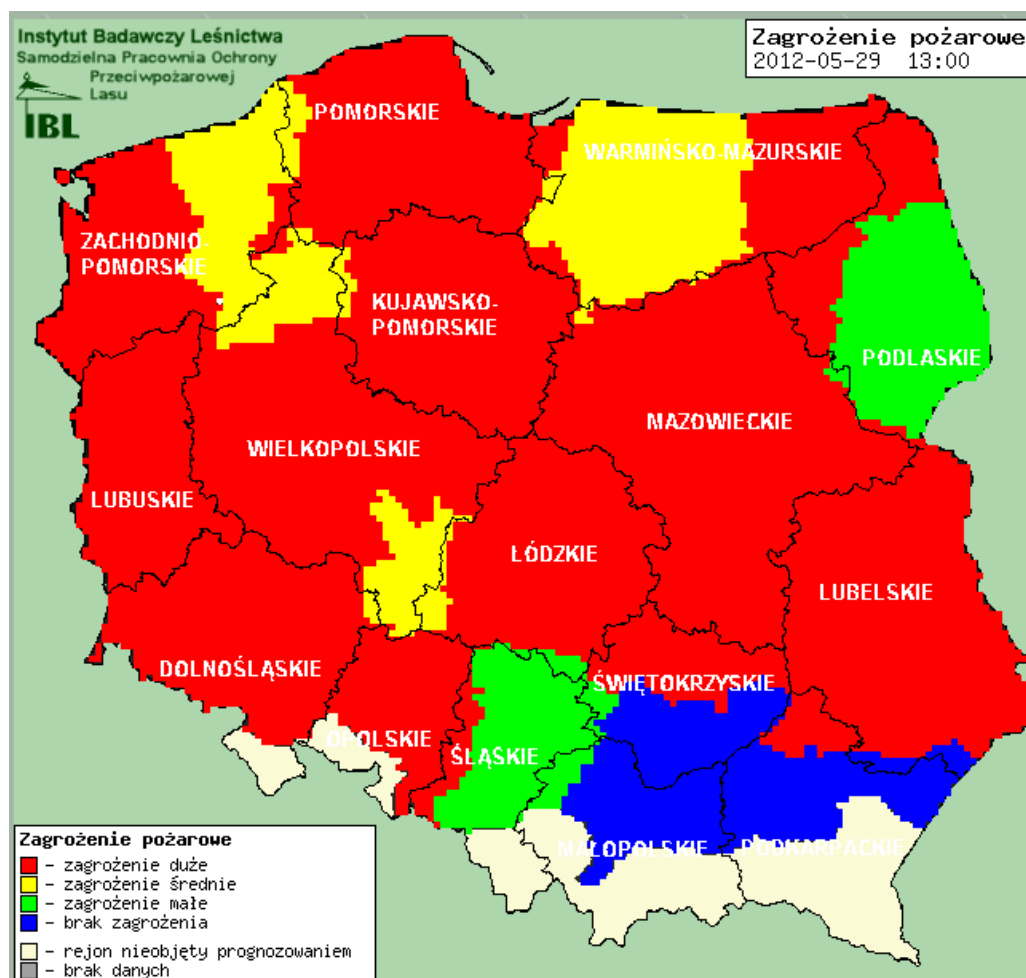 Instytut Badawczy Leśnictwa
Samodzielna Pracownia Ochrony
Przeciwpożarowej
Lasu
IBL
Zagrożenie pożarowe
2012-05-29 13:00
POMORSKIE
WARMIŃSKO-MAZURSKIE
ZACHODNIO-
POMORSKIE
KUJAWSKO-
POMORSKIE
PODLASKIE
MAZOWIECKIE
WIELKOPOLSKIE
LUBUSKIE
ŁÓDZKIE
LUBELSKIE
DOLNOŚLĄSKIE
ŚWIĘTOKRZYSKIE
OPOLSKIE
ŚLĄSKIE
MAŁOPOLSKIE
PODKARPACKIE
Zagrożenie pożarowe
- zagrożenie duże
- zagrożenie średnie
- zagrożenie małe
- brak zagrożenia
- rejon nieobjęty prognozowaniem
- brak danych